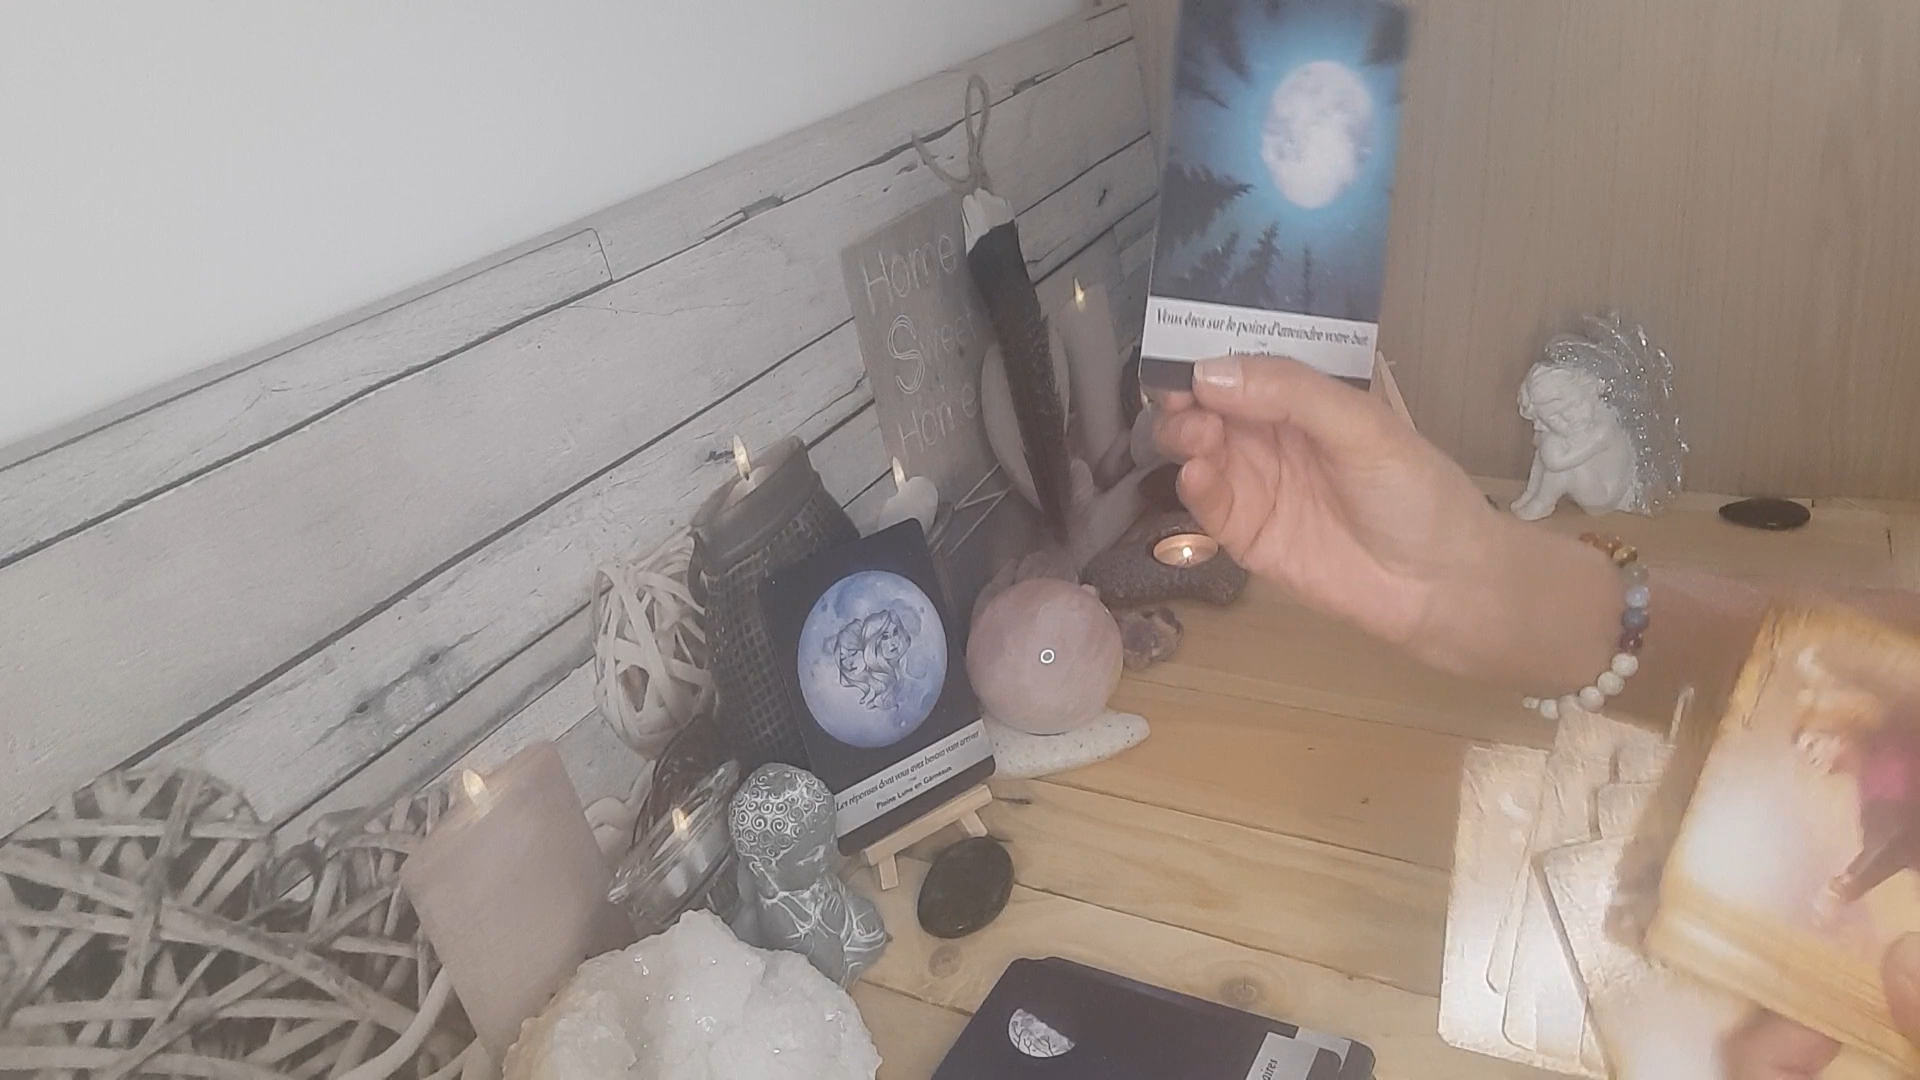 Home
Sweet
Home
Vous êtes sur le point d'atteindre votre but
Les réponses dont vous avez besoin vont arriver
Pleine Lune en Gémeaux